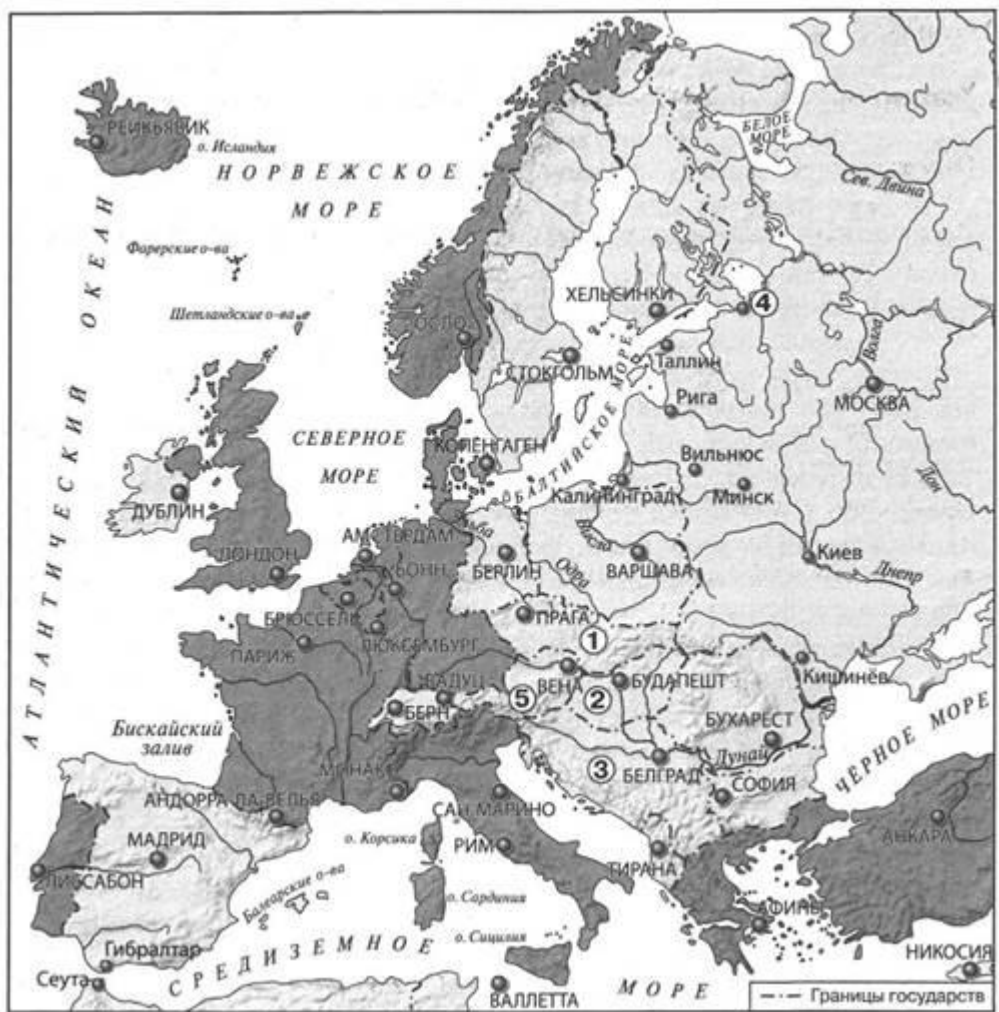 РЕЙКЬЯВИК
о. Исландия
НОРВЕЖСКОЕ
МОРЕ
БЕЛОЕ
МОРЕ
Сев. Двина
АТЛАНТИЧЕСКИЙ ОКЕАН
Фарерские о-ва
Шетландские о-ва
ХЕЛЬСИНКИ
4
ОСЛО
СТОКГОЛЬМ
Таллин
Волга
МОСКВА
Рига
БАЛТИЙСКОЕ МОРЕ
СЕВЕРНОЕ
МОРЕ
КОПЕНГАГЕН
Вильнюс
Калининград
Минск
Дон
ДУБЛИН
Эльба
АМСТЕРДАМ
Висла
ЛОНДОН
БОНН
БЕРЛИН
Одра
ВАРШАВА
Киев
Днепр
БРЮССЕЛЬ
ПРАГА
1
ПАРИЖ
ЛЮКСЕМБУРГ
ВАДУЦ
5
ВЕНА
2
БУДАПЕШТ
Кишинёв
БЕРН
Бискайский
залив
БУХАРЕСТ
ЧЁРНОЕ МОРЕ
МОНАКО
3
БЕЛГРАД
Дунай
СОФИЯ
АНДОРРА-ЛА-ВЕЛЬЯ
САН-МАРИНО
о. Корсика
МАДРИД
РИМ
ТИРАНА
АНКАРА
ЛИССАБОН
Балеарские о-ва
о. Сардиния
АФИНЫ
о. Сицилия
Гибралтар
СРЕДИЗЕМНОЕ
МОРЕ
Сеута
ВАЛЛЕТТА
НИКОСИЯ
Границы государств